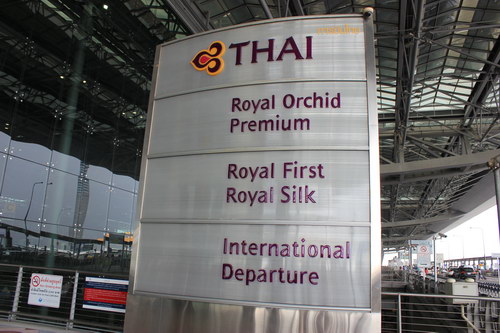 THAI
Royal Orchid
Premium
Royal First
Royal Silk
International
Departure